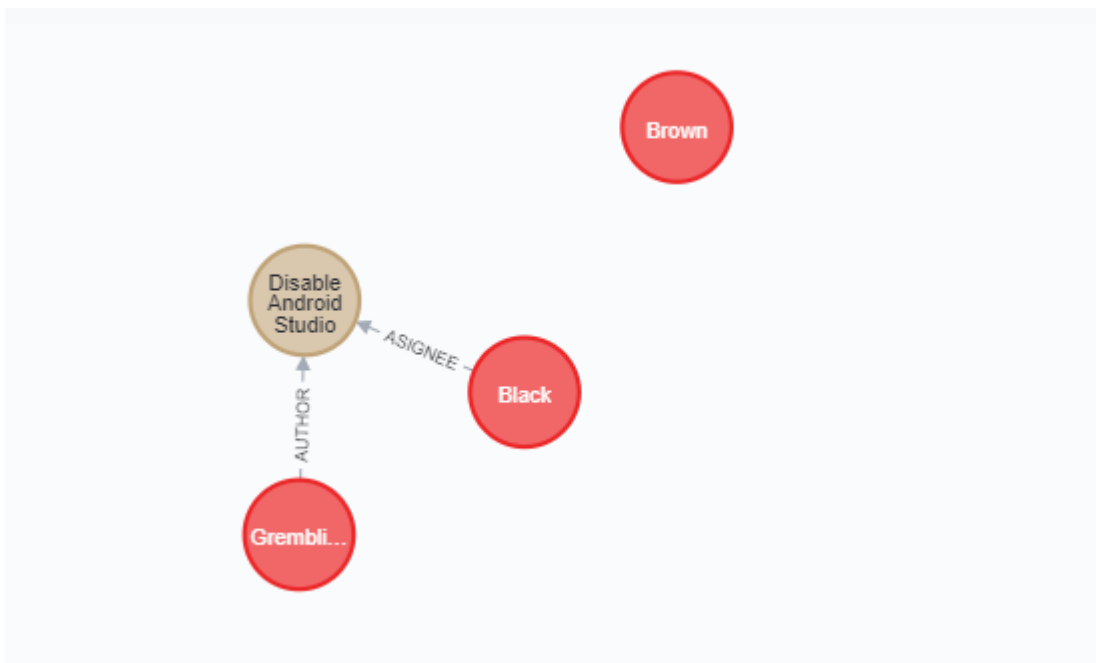 Brown
Disable
Android
Studio
ASIGNEE
Black
AUTHOR
Grembli...